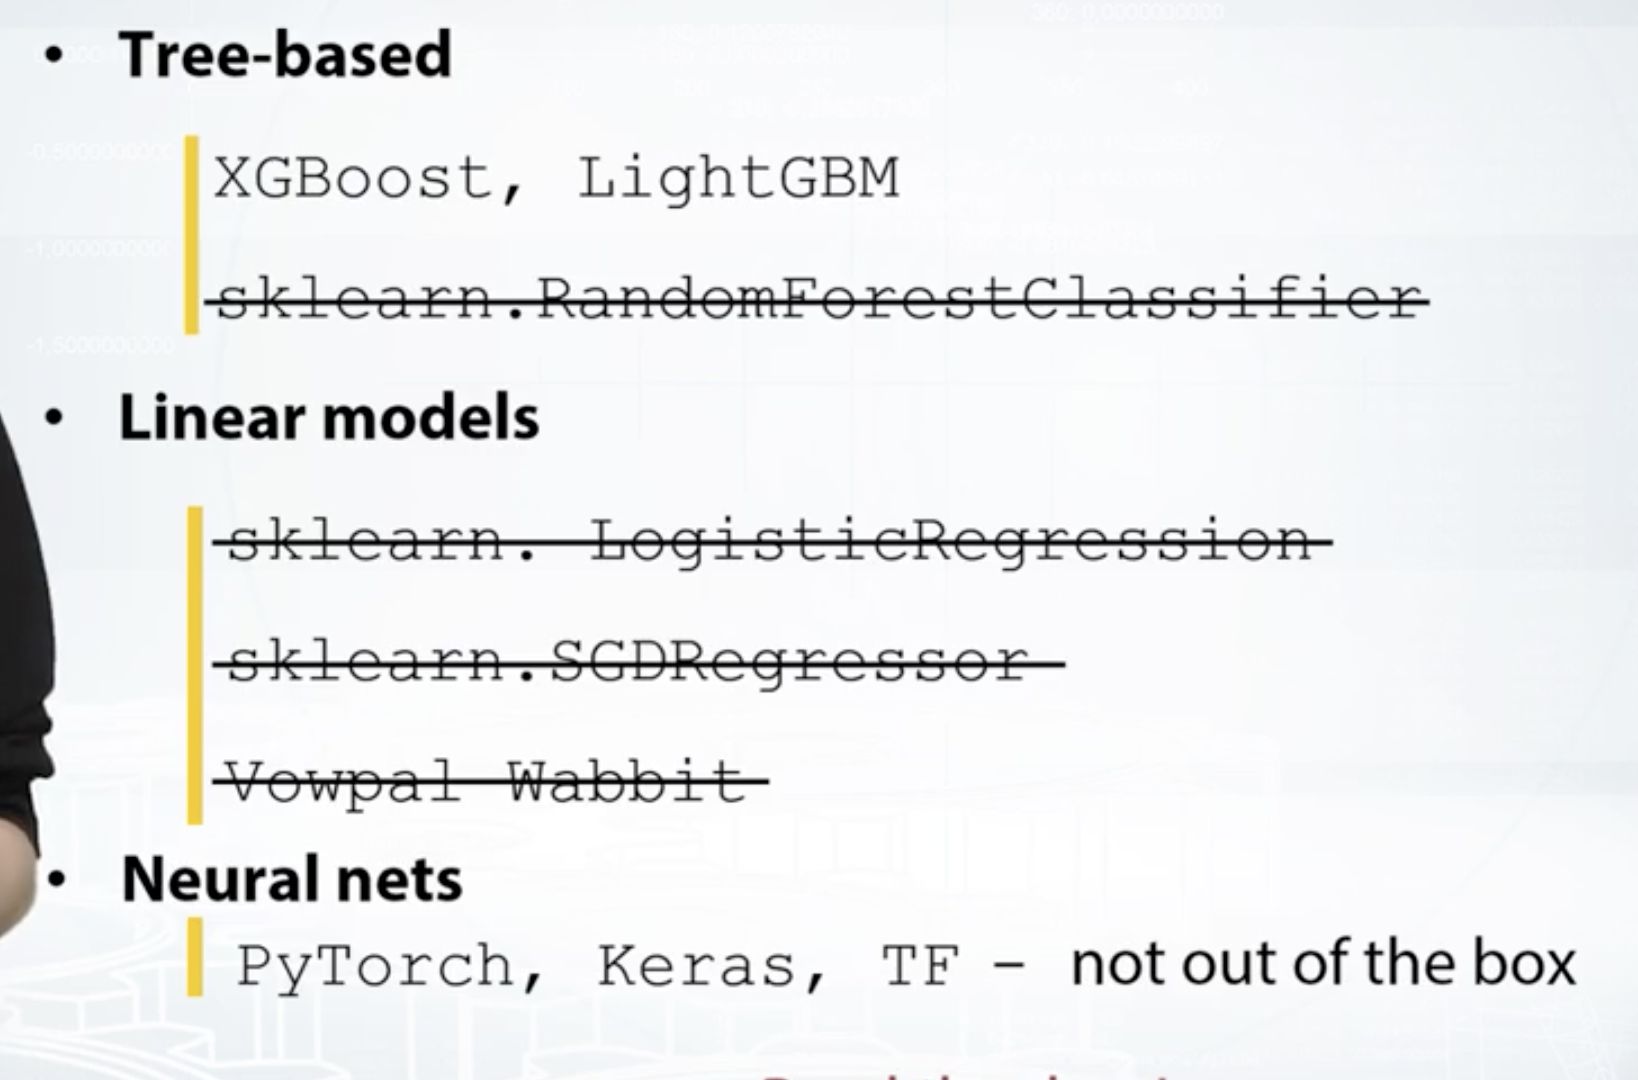 • Tree-based
XGBoost, LightGBM
sklearn.RandomForestClassifier
• Linear models
sklearn. LogisticRegression
sklearn.SGDRegressor
Vowpal Wabbit
• Neural nets
PyTorch, Keras, TF – not out of the box